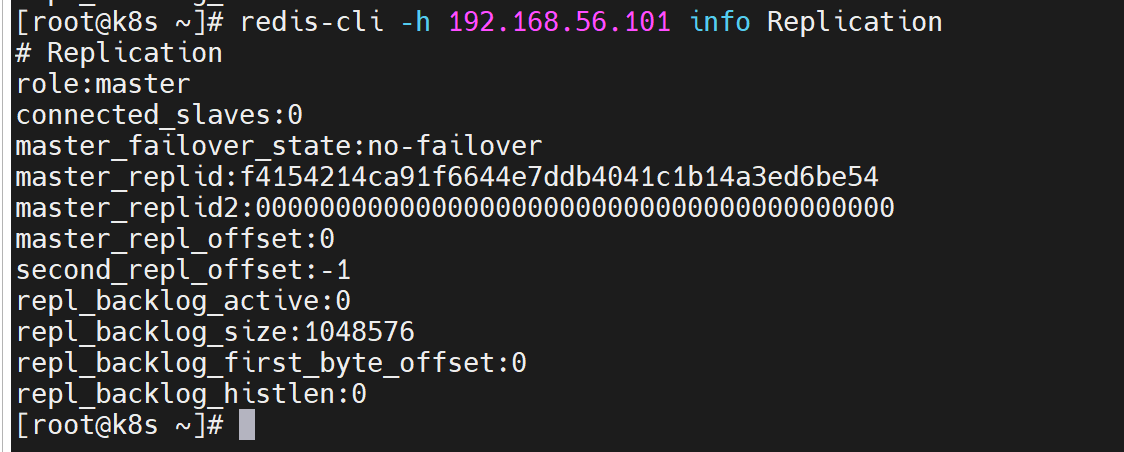 [root@k8s ~]# redis-cli -h 192.168.56.101 info Replication
# Replication
role:master
connected_slaves:0
master_failover_state:no-failover
master_replid:f4154214ca91f6644e7ddb4041c1b14a3ed6be54
master_replid2:0000000000000000000000000000000000000000
master_repl_offset:0
second_repl_offset:-1
repl_backlog_active:0
repl_backlog_size:1048576
repl_backlog_first_byte_offset:0
repl_backlog_histlen:0
[root@k8s ~]#